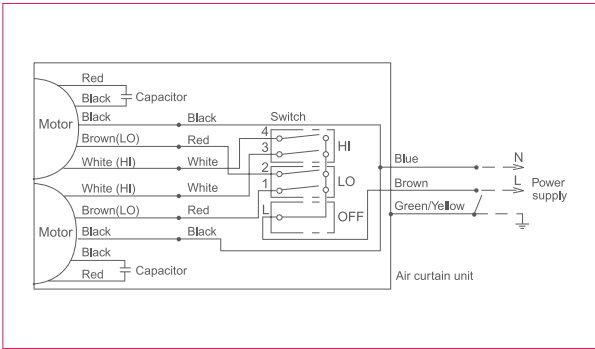 Red
Black Capacitor
Black Black Switch
Motor
Brown(LO) Red 4 HI
White (HI) White 3
2 LO
White (HI) White 1
Brown(LO) Red L OFF
Motor
Black Black
Black
Capacitor
Red
Blue N
Brown L Power
supply
Green/Yellow
Air curtain unit